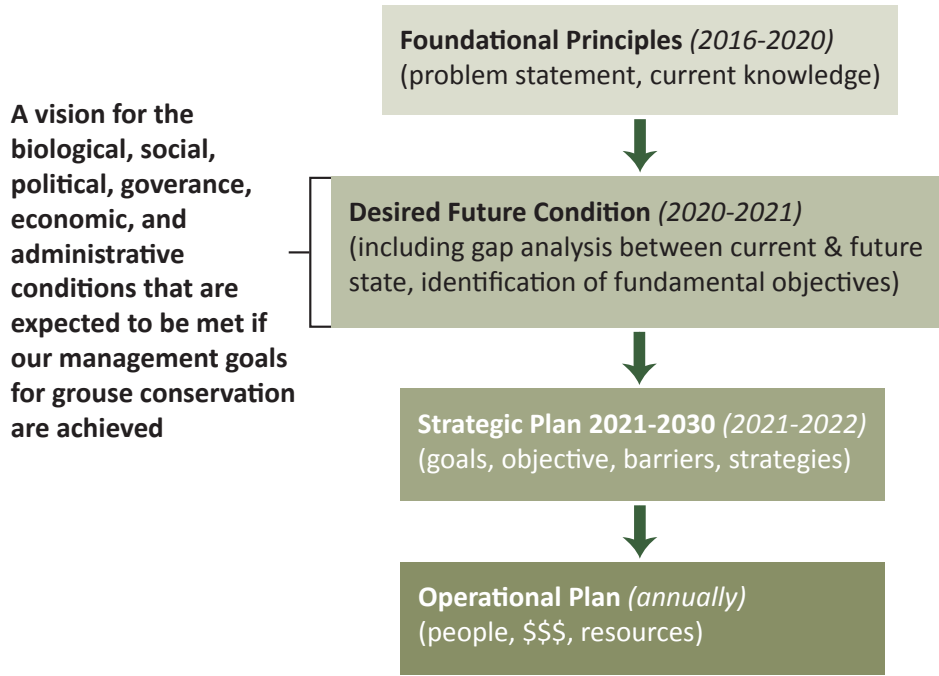 Foundational Principles (2016-2020)
(problem statement, current knowledge)
A vision for the
biological, social,
political, goverance,
economic, and
administrative
conditions that are
expected to be met if
our management goals
for grouse conservation
are achieved
Desired Future Condition (2020-2021)
(including gap analysis between current & future
state, identification of fundamental objectives)
Strategic Plan 2021-2030 (2021-2022)
(goals, objective, barriers, strategies)
Operational Plan (annually)
(people, $$$, resources)